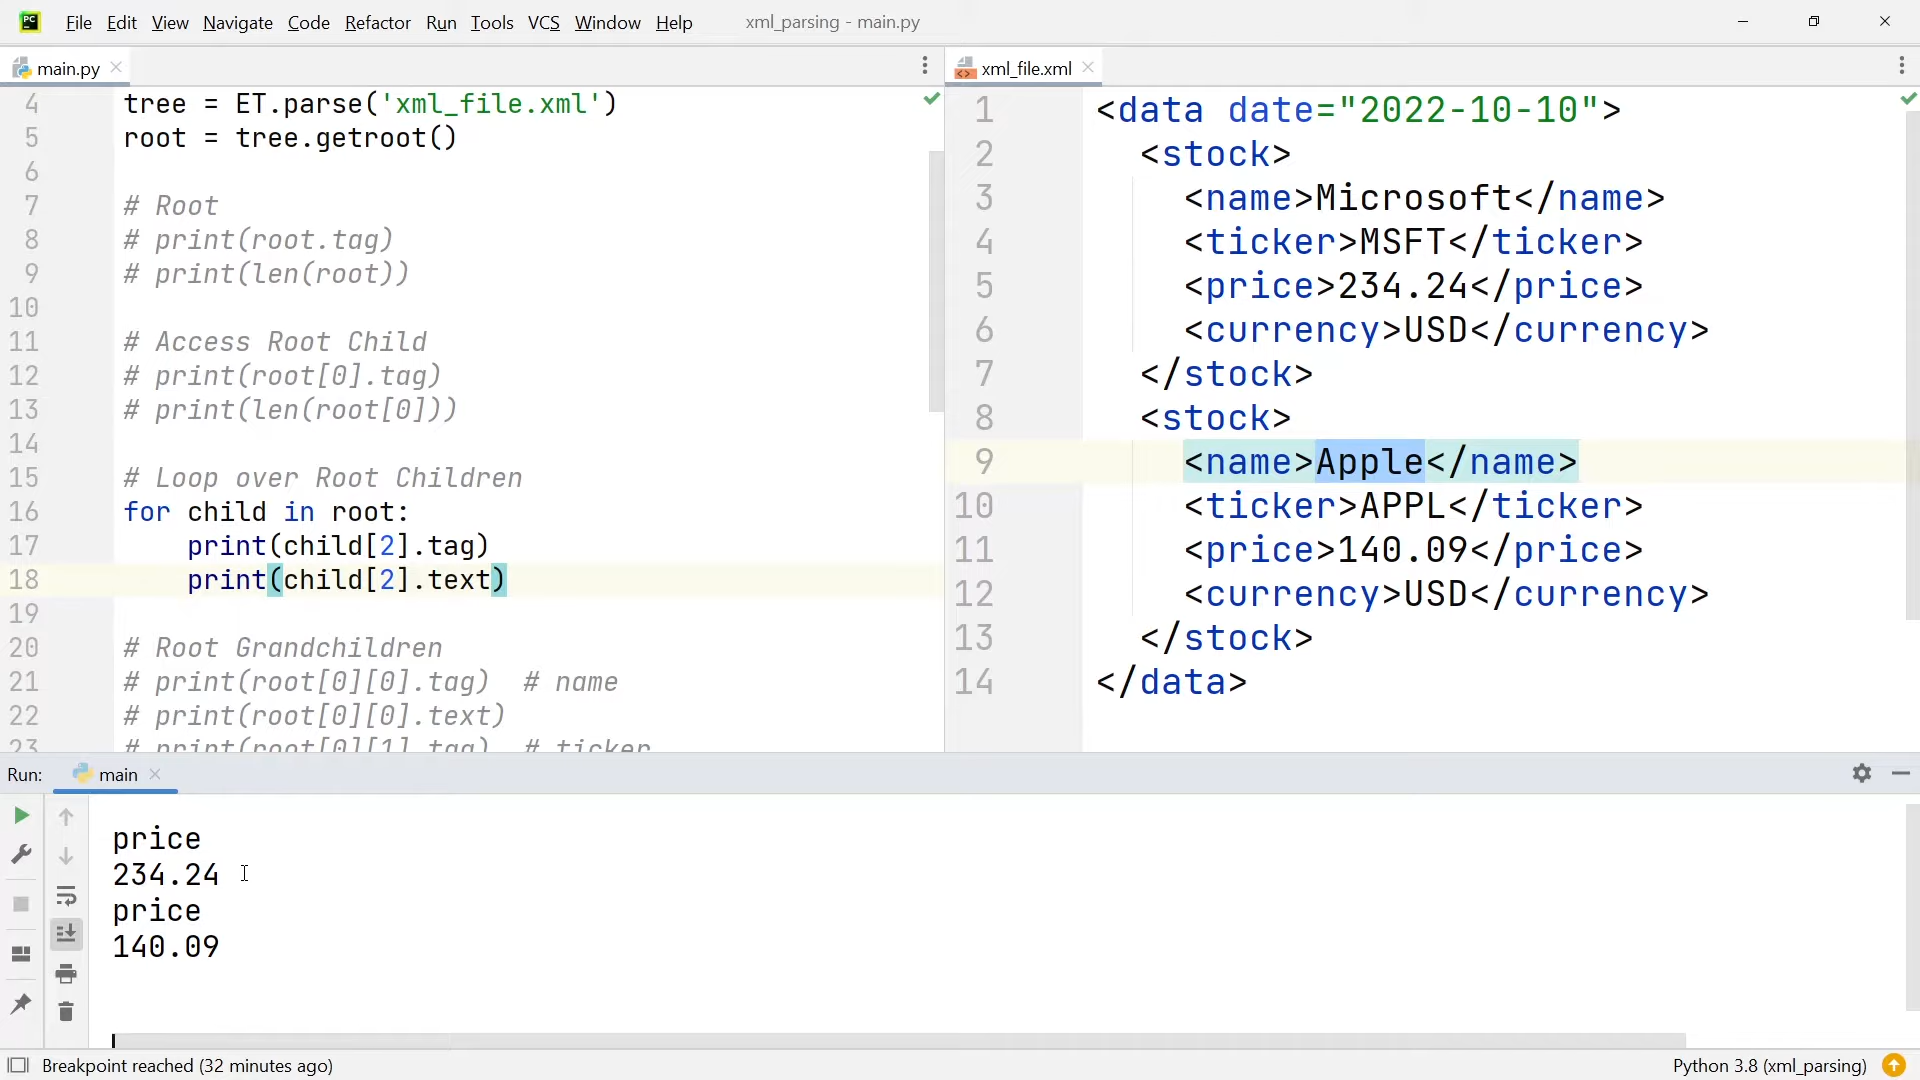 PC File Edit View Navigate Code Refactor Run Tools VCS Window Help xml_parsing - main.py
main.py
4 tree = ET.parse('xml_file.xml')
5 root = tree.getroot()
6
7 # Root
8 # print(root.tag)
9 # print(len(root))
10
11 # Access Root Child
12 # print(root[0].tag)
13 # print(len(root[0]))
14
15 # Loop over Root Children
16 for child in root:
17 print(child[2].tag)
18 print(child[2].text)
19
20 # Root Grandchildren
21 # print(root[0][0].tag) # name
22 # print(root[0][0].text)
23 # print(root[0][1].tag) # ticker
xml_file.xml
1 <data date="2022-10-10">
2 <stock>
3 <name>Microsoft</name>
4 <ticker>MSFT</ticker>
5 <price>234.24</price>
6 <currency>USD</currency>
7 </stock>
8 <stock>
9 <name>Apple</name>
10 <ticker>APPL</ticker>
11 <price>140.09</price>
12 <currency>USD</currency>
13 </stock>
14 </data>
Run: main
price
234.24
price
140.09
Breakpoint reached (32 minutes ago) Python 3.8 (xml_parsing)